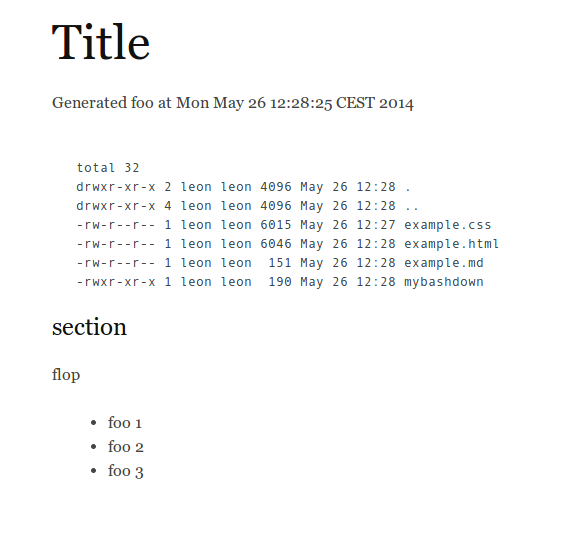 Title
Generated foo at Mon May 26 12:28:25 CEST 2014
total 32
drwxr-xr-x 2 leon leon 4096 May 26 12:28 .
drwxr-xr-x 4 leon leon 4096 May 26 12:28 ..
-rw-r--r-- 1 leon leon 6015 May 26 12:27 example.css
-rw-r--r-- 1 leon leon 6046 May 26 12:28 example.html
-rw-r--r-- 1 leon leon  151 May 26 12:28 example.md
-rwxr-xr-x 1 leon leon  190 May 26 12:28 mybashdown
section
flop
• foo 1
• foo 2
• foo 3